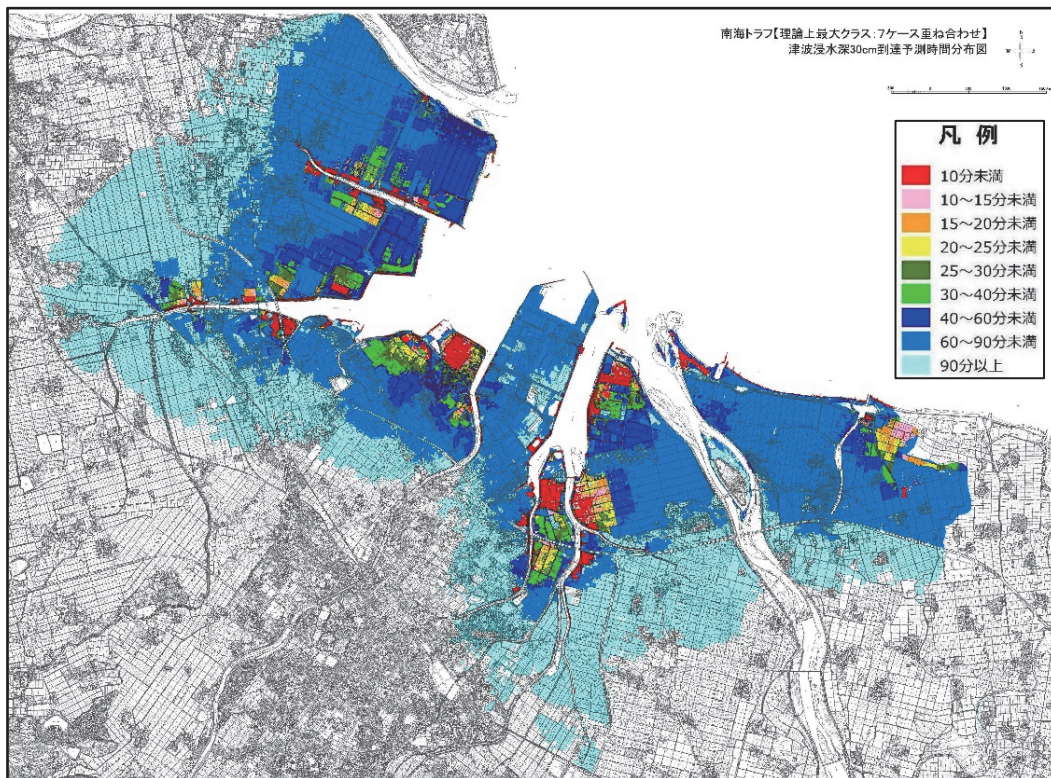 南海トラフ【理論上最大クラス:7ケース重ね合わせ】
津波浸水深30cm到達予測時間分布図
凡 例
10分未満
10～15分未満
15～20分未満
20～25分未満
25～30分未満
30～40分未満
40～60分未満
60～90分未満
90分以上